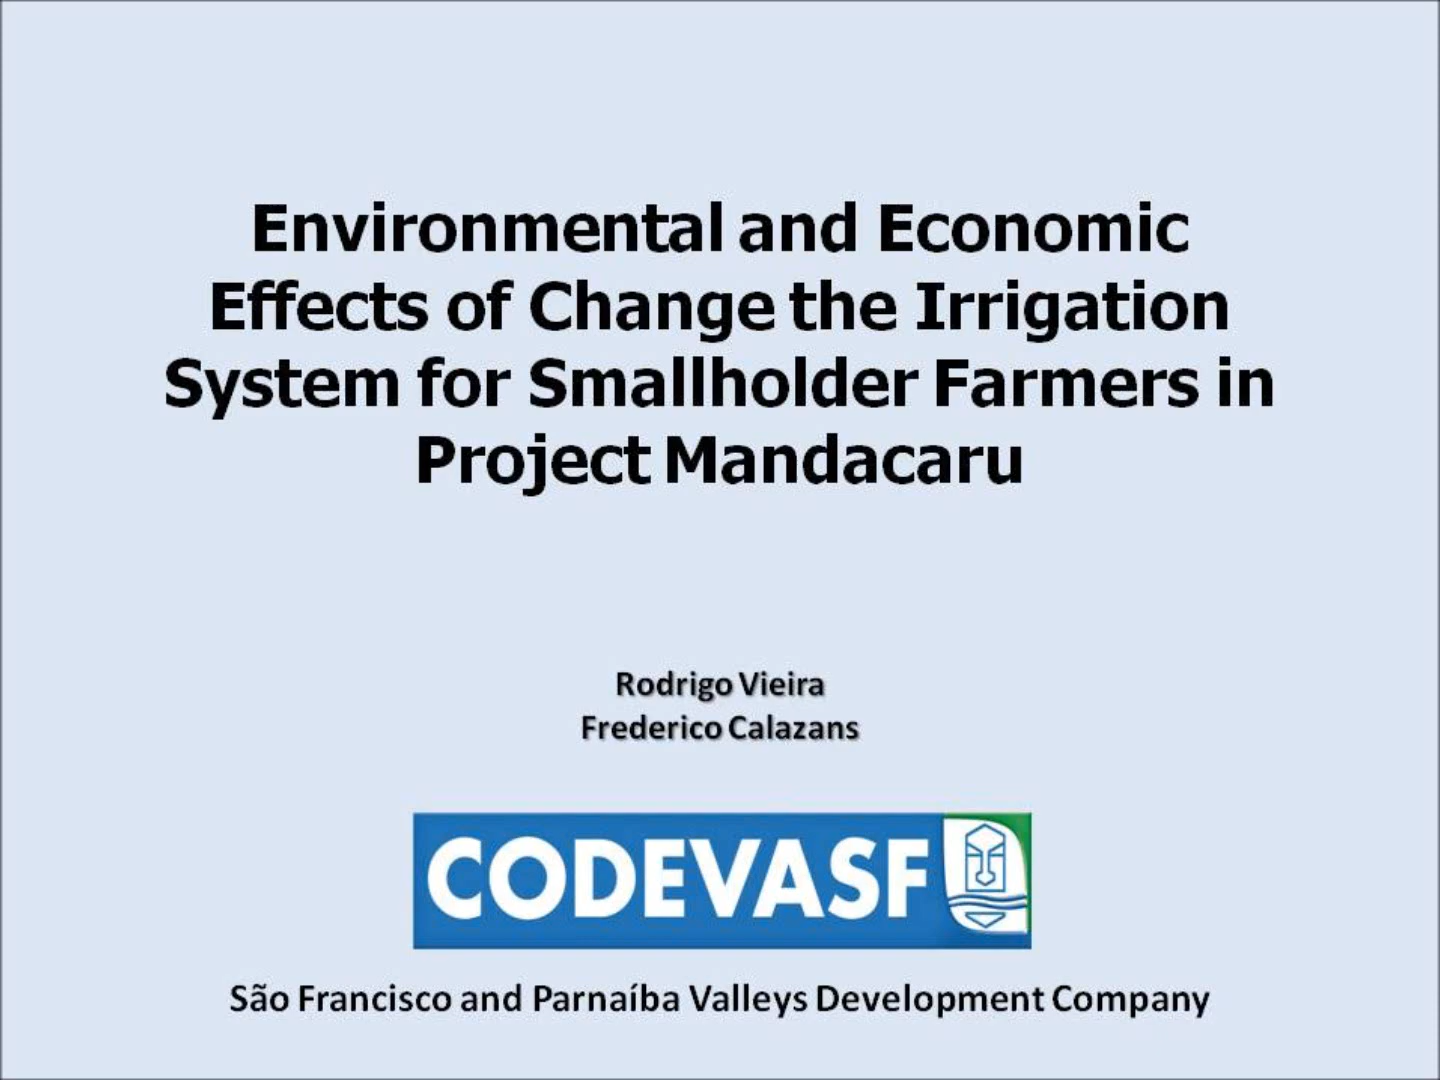 Environmental and Economic
Effects of Change the Irrigation
System for Smallholder Farmers in
Project Mandacaru
Rodrigo Vieira
Frederico Calazans
CODEVASF
São Francisco and Parnaíba Valleys Development Company